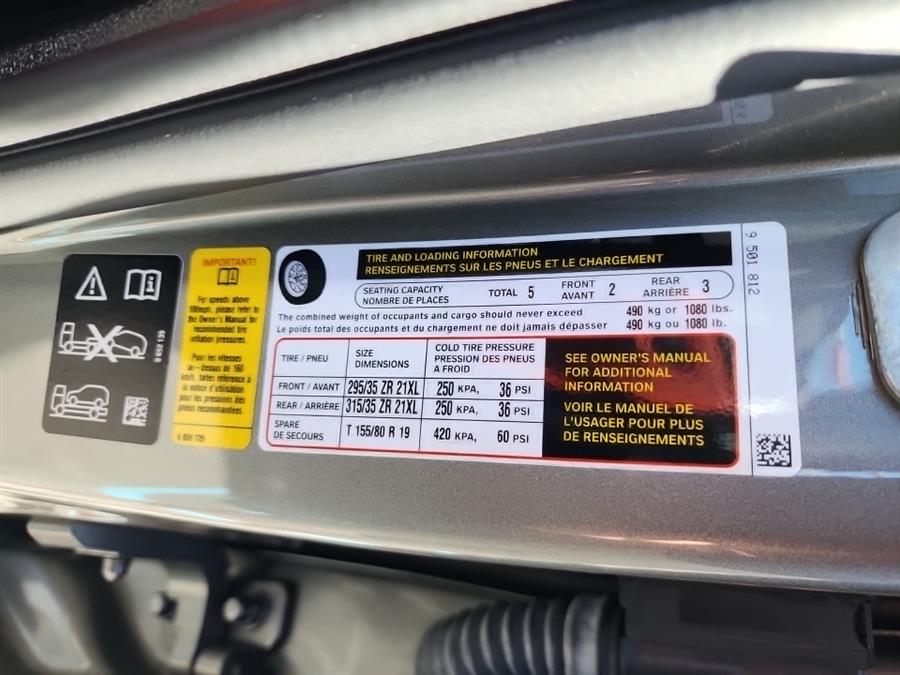 8 652 135
IMPORTANT!
For speeds above
100mph, please refer to
the Owner's Manual for
recommended tire
inflation pressures.
Pour les vitesses
au-dessus de 160
km/h, faites référence à
la notice d'utilisation
pour les pressions des
pneus recommandées.
TIRE AND LOADING INFORMATION
RENSEIGNEMENTS SUR LES PNEUS ET LE CHARGEMENT
SEATING CAPACITY
NOMBRE DE PLACES
TOTAL 5
FRONT
AVANT 2
REAR
ARRIÈRE 3
The combined weight of occupants and cargo should never exceed 490 kg or 1080 lbs.
Le poids total des occupants et du chargement ne doit jamais dépasser 490 kg ou 1080 lb.
TIRE / PNEU
SIZE
DIMENSIONS
COLD TIRE PRESSURE
PRESSION DES PNEUS
A FROID
FRONT / AVANT 295/35 ZR 21XL 250 KPA, 36 PSI
REAR / ARRIÈRE 315/35 ZR 21XL 250 KPA, 36 PSI
SPARE
DE SECOURS
T 155/80 R 19 420 KPA, 60 PSI
SEE OWNER'S MANUAL
FOR ADDITIONAL
INFORMATION
VOIR LE MANUEL DE
L'USAGER POUR PLUS
DE RENSEIGNEMENTS
9 501 812